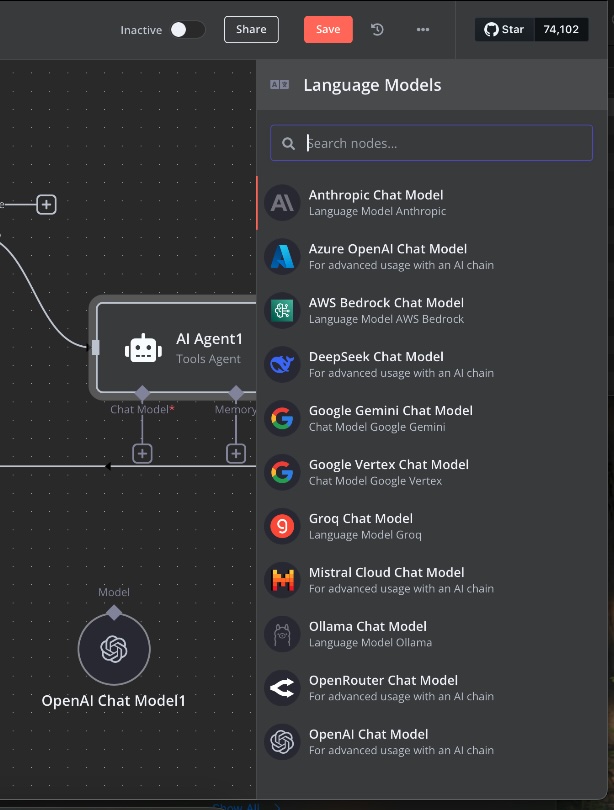 Inactive
Share
Save
Star
74,102
Language Models
Search nodes...
Anthropic Chat Model
Language Model Anthropic
Azure OpenAI Chat Model
For advanced usage with an AI chain
AWS Bedrock Chat Model
Language Model AWS Bedrock
DeepSeek Chat Model
For advanced usage with an AI chain
Google Gemini Chat Model
Chat Model Google Gemini
Google Vertex Chat Model
Chat Model Google Vertex
Groq Chat Model
Language Model Groq
Mistral Cloud Chat Model
For advanced usage with an AI chain
Ollama Chat Model
Language Model Ollama
OpenRouter Chat Model
For advanced usage with an AI chain
OpenAI Chat Model
For advanced usage with an AI chain
AI Agent1
Tools Agent
Chat Model*
Memory
Model
OpenAI Chat Model1